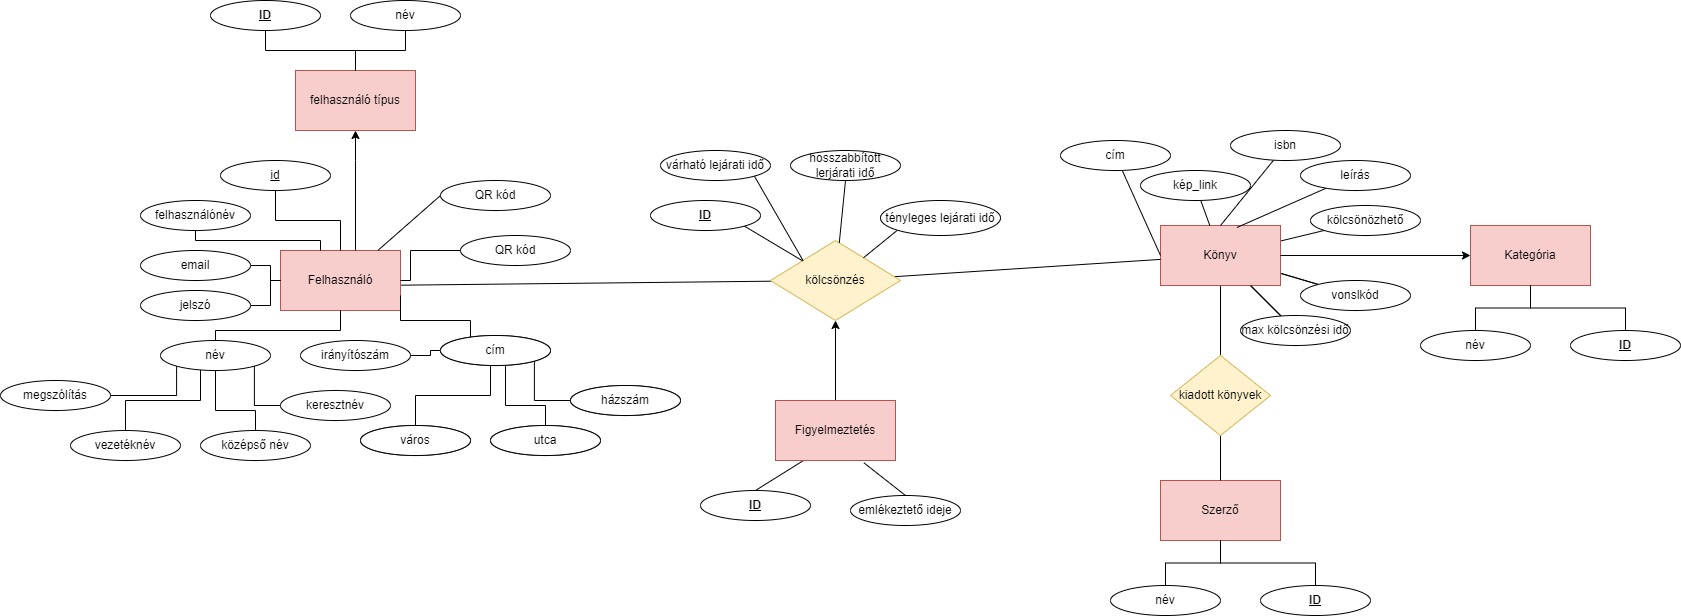 ID
név
felhasználó típus
id
felhasználónév
QR kód
email
QR kód
jelszó
Felhasználó
név
irányítószám
cím
megszólítás
keresztnév
házszám
vezetéknév
középső név
város
utca
várható lejárati idő
hosszabbított
lerjárati idő
ID
tényleges lejárati idő
kölcsönzés
Figyelmeztetés
ID
emlékeztető ideje
cím
isbn
kép_link
leírás
kölcsönözhető
Könyv
Kategória
vonslkód
max kölcsönzési idő
név
ID
kiadott könyvek
Szerző
név
ID